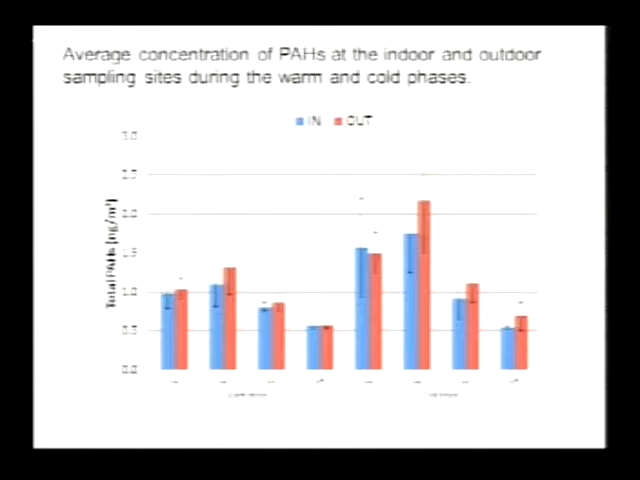 Average concentration of PAHs at the indoor and outdoor
sampling sites during the warm and cold phases.
IN OUT
3.0
2.5
2.0
1.5
1.0
0.5
0.0
Total PAHs [ng/m³]